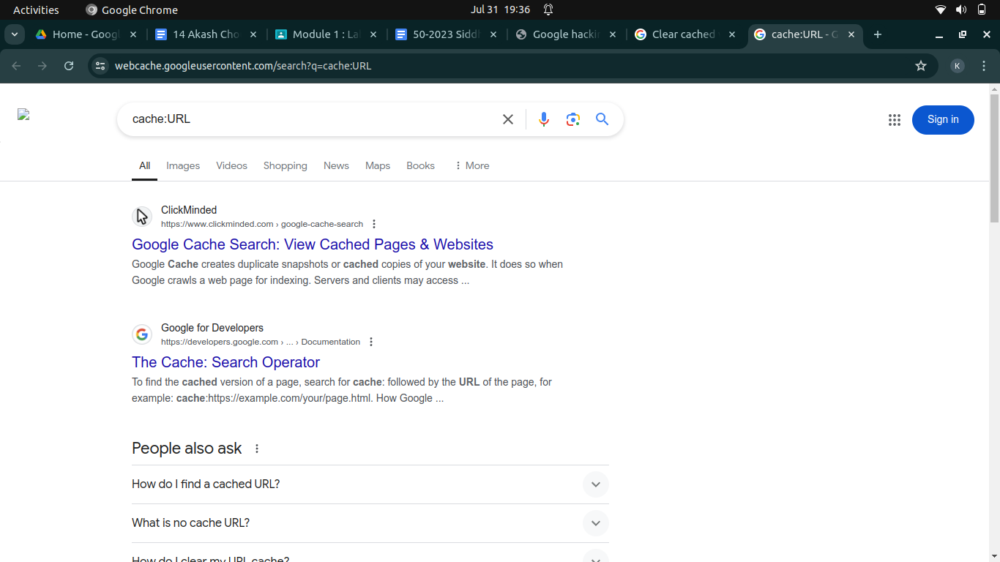 Activities Google Chrome Jul 31 19:36
Home - Goog 14 Akash Cho Module 1 : La 50-2023 Sidd Google hackin Clear cached cache:URL - G
webcache.googleusercontent.com/search?q=cache:URL K
cache:URL Sign in
All Images Videos Shopping News Maps Books More
ClickMinded
https://www.clickminded.com › google-cache-search
Google Cache Search: View Cached Pages & Websites
Google Cache creates duplicate snapshots or cached copies of your website. It does so when
Google crawls a web page for indexing. Servers and clients may access ...
Google for Developers
https://developers.google.com › ... › Documentation
The Cache: Search Operator
To find the cached version of a page, search for cache: followed by the URL of the page, for
example: cache:https://example.com/your/page.html. How Google ...
People also ask
How do I find a cached URL?
What is no cache URL?
How do I clear my URL cache?